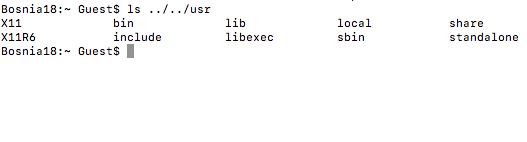 Bosnia18:~ Guest$ ls ../../usr
X11 bin lib local share
X11R6 include libexec sbin standalone
Bosnia18:~ Guest$